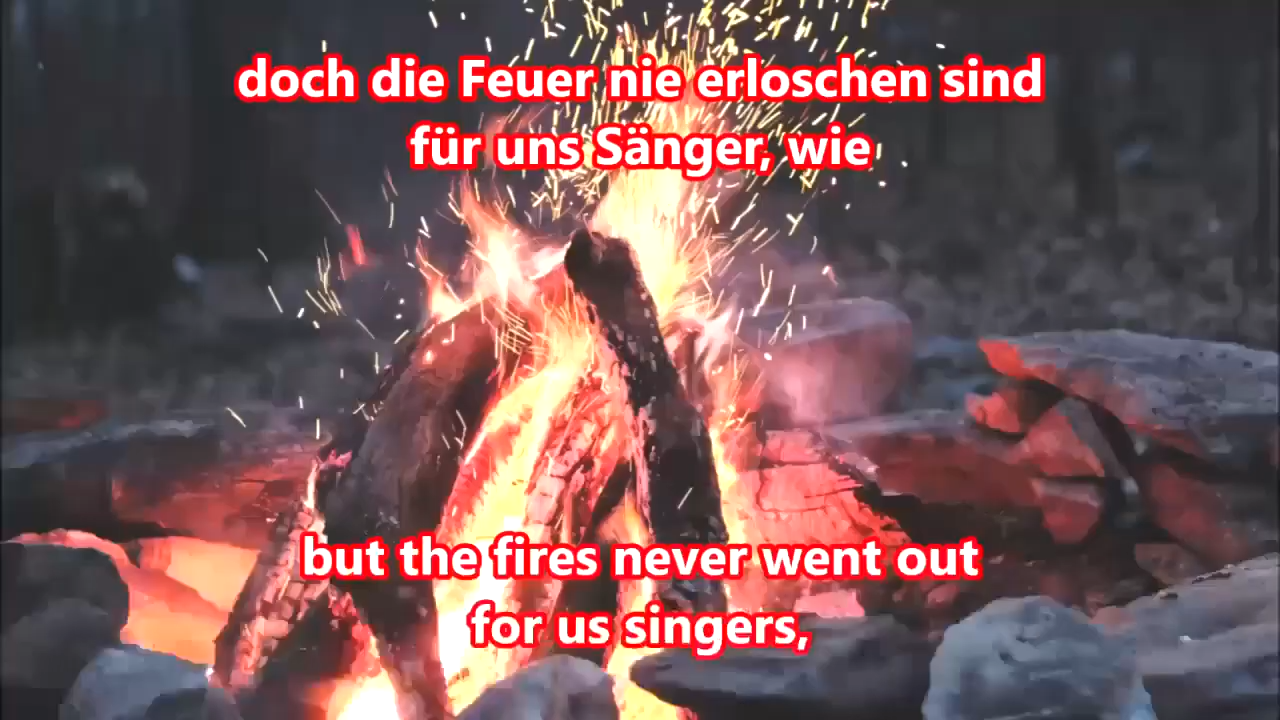 doch die Feuer nie erloschen sind
für uns Sänger, wie
but the fires never went out
for us singers,